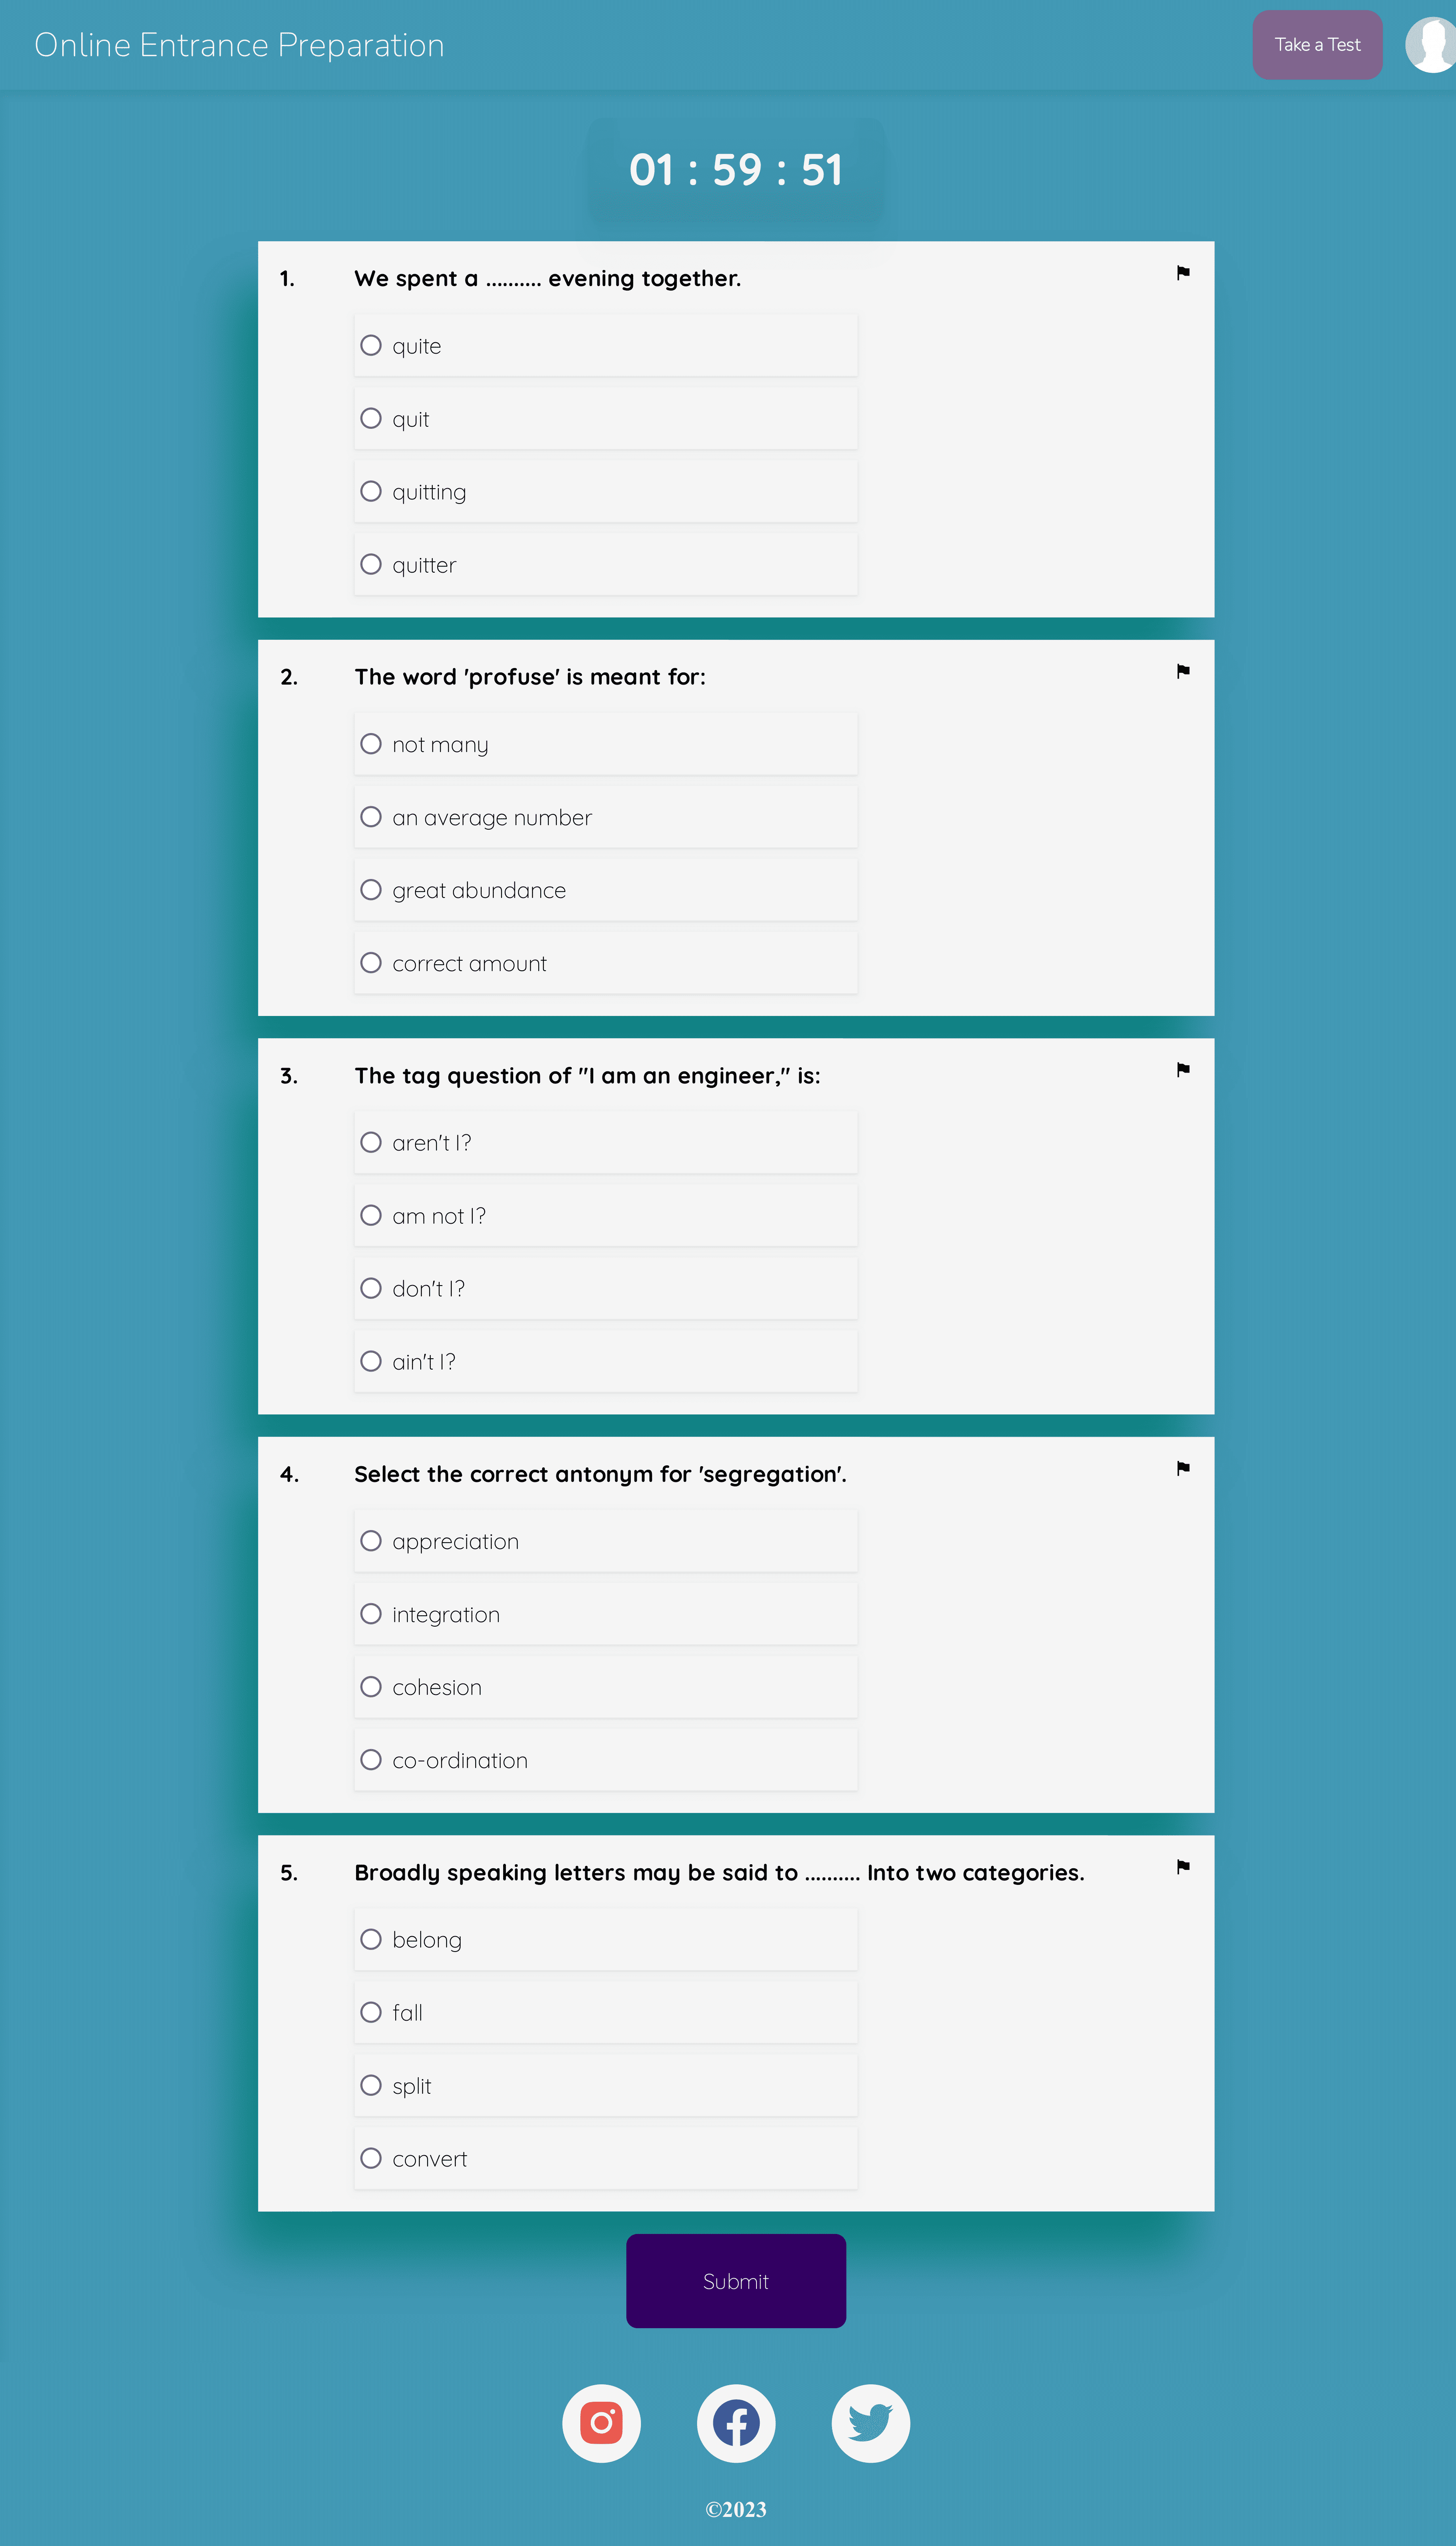 Online Entrance Preparation
Take a Test
01 : 59 : 51
1. We spent a .......... evening together.
quite
quit
quitting
quitter
2. The word 'profuse' is meant for:
not many
an average number
great abundance
correct amount
3. The tag question of "I am an engineer," is:
aren't I?
am not I?
don't I?
ain't I?
4. Select the correct antonym for 'segregation'.
appreciation
integration
cohesion
co-ordination
5. Broadly speaking letters may be said to .......... Into two categories.
belong
fall
split
convert
Submit
©2023